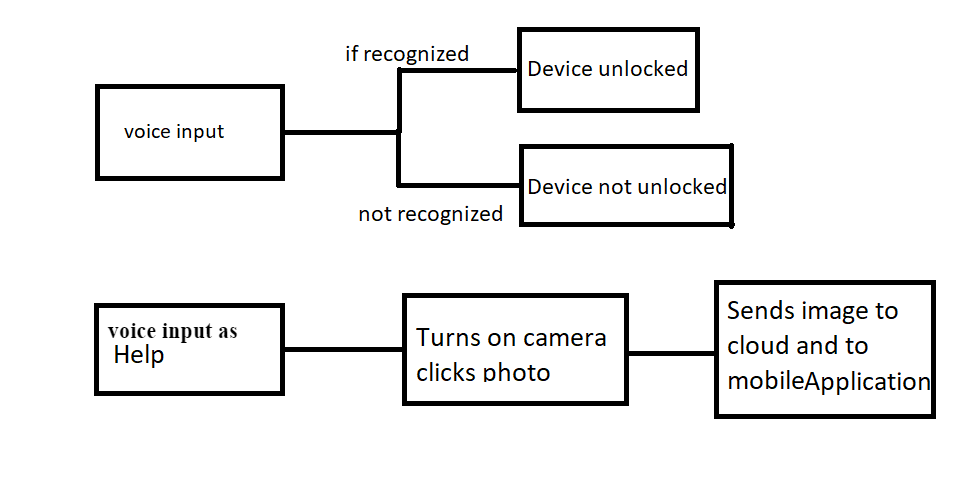 if recognized
Device unlocked
voice input
Device not unlocked
not recognized
voice input as
Help
Turns on camera
clicks photo
Sends image to
cloud and to
mobileApplication